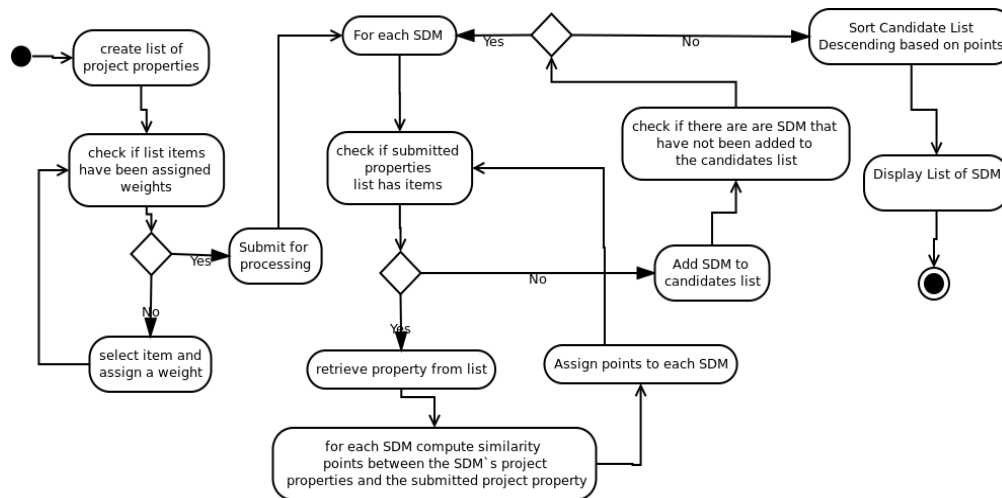 create list of
project properties
check if list items
have been assigned
weights
Yes
No
select item and
assign a weight
Submit for
processing
For each SDM
check if submitted
properties
list has items
Yes
No
retrieve property from list
for each SDM compute similarity
points between the SDM`s project
properties and the submitted project property
Assign points to each SDM
Add SDM to
candidates list
check if there are are SDM that
have not been added to
the candidates list
Yes
No
Sort Candidate List
Descending based on points
Display List of SDM